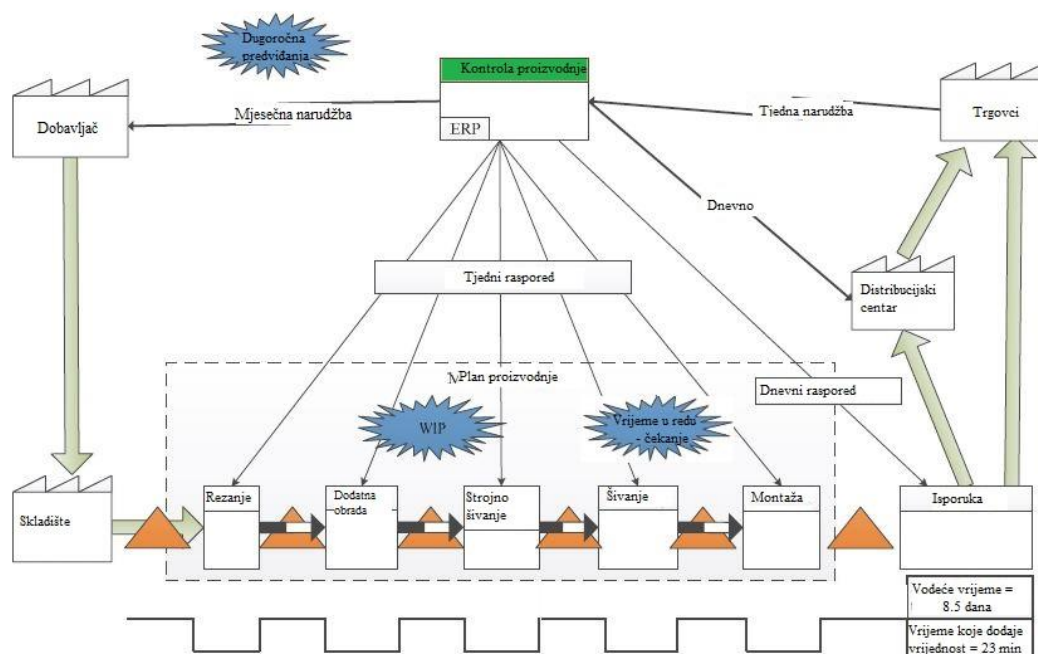 Dugoročna
predviđanja
Kontrola proizvodnje
ERP
Dobavljač
Mjesečna narudžba
Tjedna narudžba
Trgovci
Dnevno
Tjedni raspored
Distribucijski
centar
Plan proizvodnje
Dnevni raspored
WIP
Vrijeme u redu
- čekanje
Skladište
Rezanje
Dodatna
obrada
Strojno
šivanje
Šivanje
Montaža
Isporuka
Vodeće vrijeme =
8.5 dana
Vrijeme koje dodaje
vrijednost = 23 min